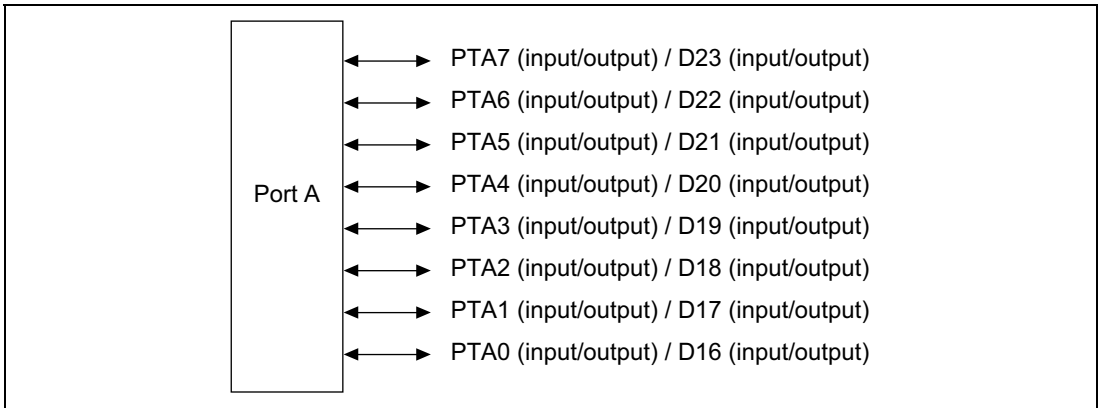 Port A
PTA7 (input/output) / D23 (input/output)
PTA6 (input/output) / D22 (input/output)
PTA5 (input/output) / D21 (input/output)
PTA4 (input/output) / D20 (input/output)
PTA3 (input/output) / D19 (input/output)
PTA2 (input/output) / D18 (input/output)
PTA1 (input/output) / D17 (input/output)
PTA0 (input/output) / D16 (input/output)